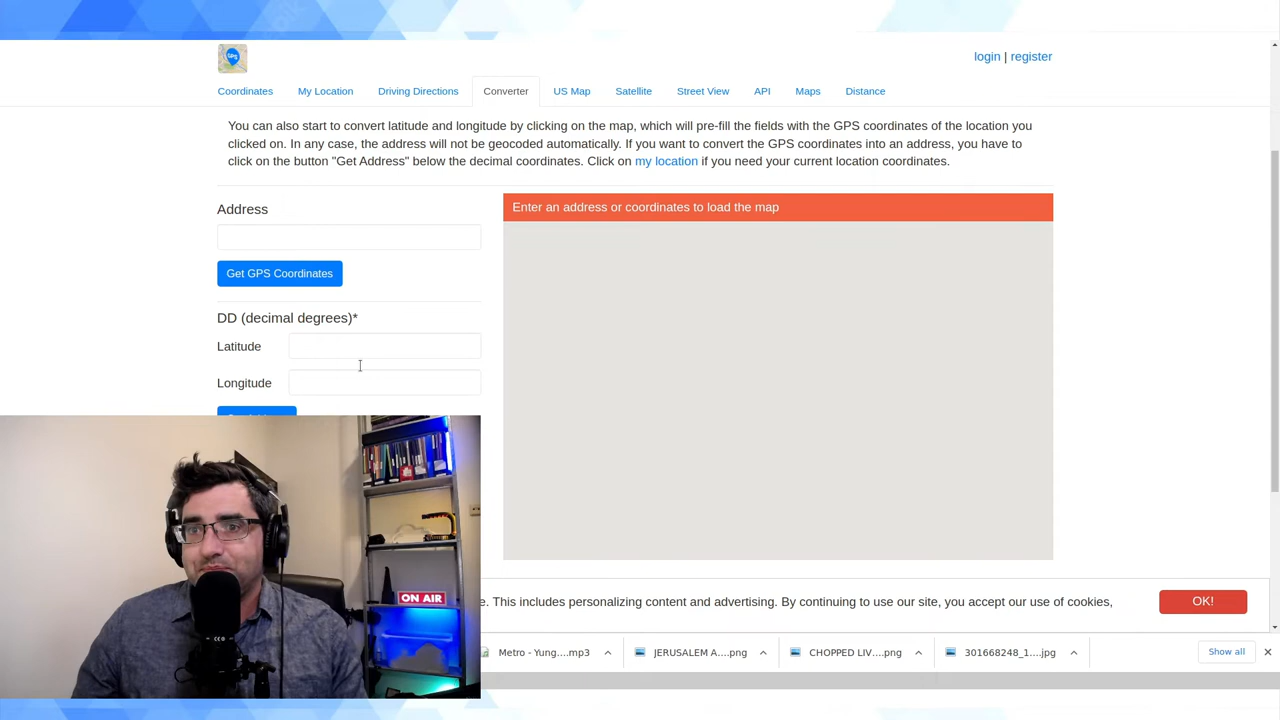 GPS
login | register
Coordinates My Location Driving Directions Converter US Map Satellite Street View API Maps Distance
You can also start to convert latitude and longitude by clicking on the map, which will pre-fill the fields with the GPS coordinates of the location you
clicked on. In any case, the address will not be geocoded automatically. If you want to convert the GPS coordinates into an address, you have to
click on the button "Get Address" below the decimal coordinates. Click on my location if you need your current location coordinates.
Address
Get GPS Coordinates
DD (decimal degrees)*
Latitude
Longitude
Enter an address or coordinates to load the map
ON AIR
e. This includes personalizing content and advertising. By continuing to use our site, you accept our use of cookies,
OK!
Metro - Yung....mp3
JERUSALEM A....png
CHOPPED LIV....png
301668248_1....jpg
Show all